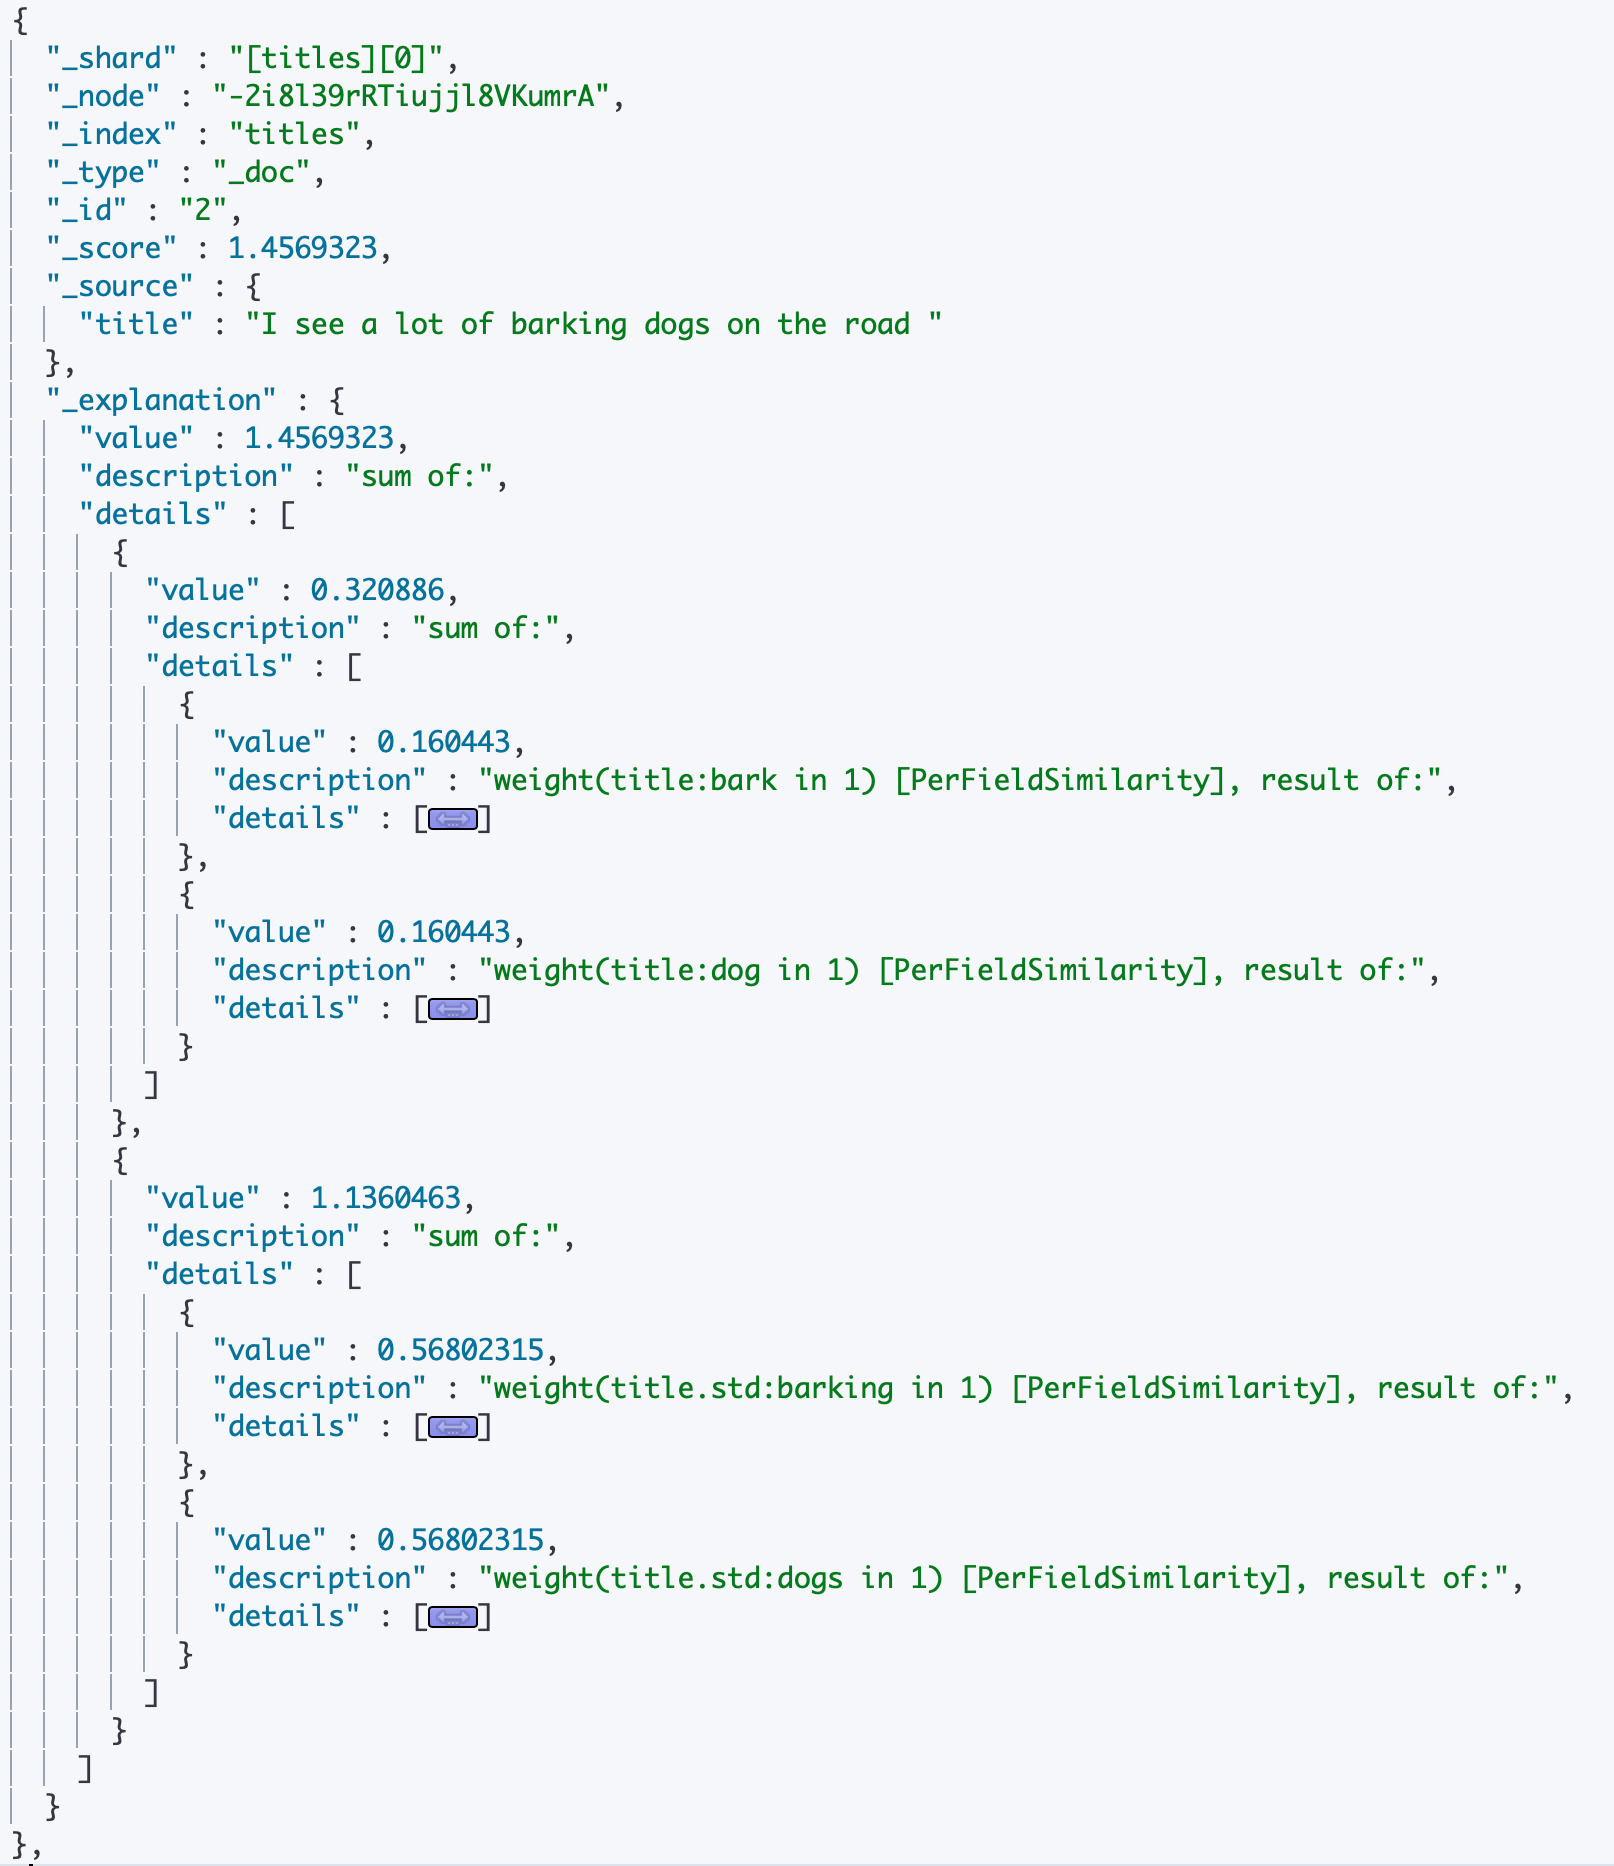 {
"_shard" : "[titles][0]",
"_node" : "-2i8l39rRTiujjl8VKumrA",
"_index" : "titles",
"_type" : "_doc",
"_id" : "2",
"_score" : 1.4569323,
"_source" : {
"title" : "I see a lot of barking dogs on the road "
},
"_explanation" : {
"value" : 1.4569323,
"description" : "sum of:",
"details" : [
{
"value" : 0.320886,
"description" : "sum of:",
"details" : [
{
"value" : 0.160443,
"description" : "weight(title:bark in 1) [PerFieldSimilarity], result of:",
"details" : [↔]
},
{
"value" : 0.160443,
"description" : "weight(title:dog in 1) [PerFieldSimilarity], result of:",
"details" : [↔]
}
]
},
{
"value" : 1.1360463,
"description" : "sum of:",
"details" : [
{
"value" : 0.56802315,
"description" : "weight(title.std:barking in 1) [PerFieldSimilarity], result of:",
"details" : [↔]
},
{
"value" : 0.56802315,
"description" : "weight(title.std:dogs in 1) [PerFieldSimilarity], result of:",
"details" : [↔]
}
]
}
]
}
},